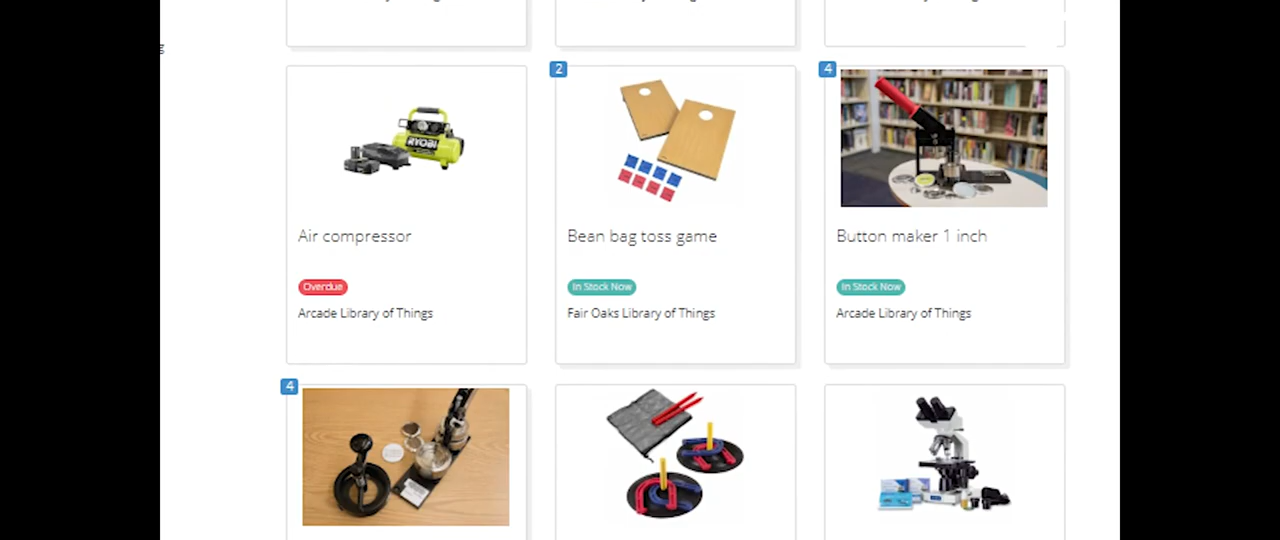 2
4
RYOBI
Air compressor
Bean bag toss game
Button maker 1 inch
Overdue
In Stock Now
In Stock Now
Arcade Library of Things
Fair Oaks Library of Things
Arcade Library of Things
4